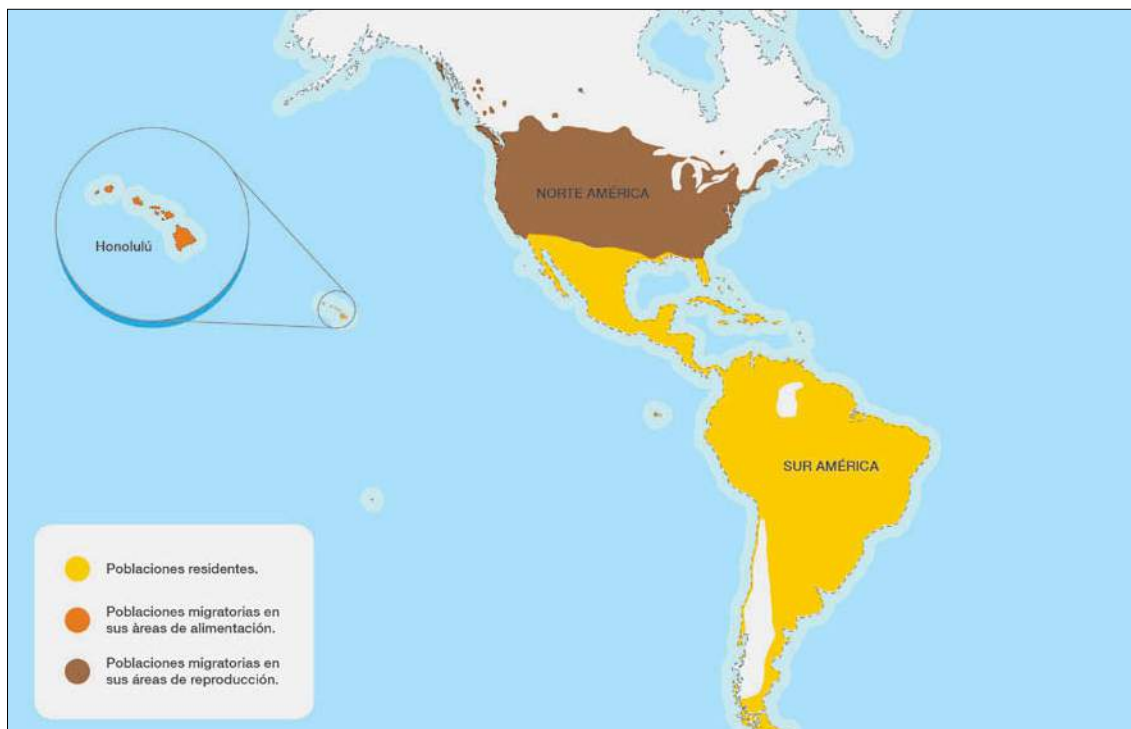 NORTE AMÉRICA
Honolulú
SUR AMÉRICA
Poblaciones residentes.
Poblaciones migratorias en
sus àreas de alimentación.
Poblaciones migratorias en
sus áreas de reproducción.